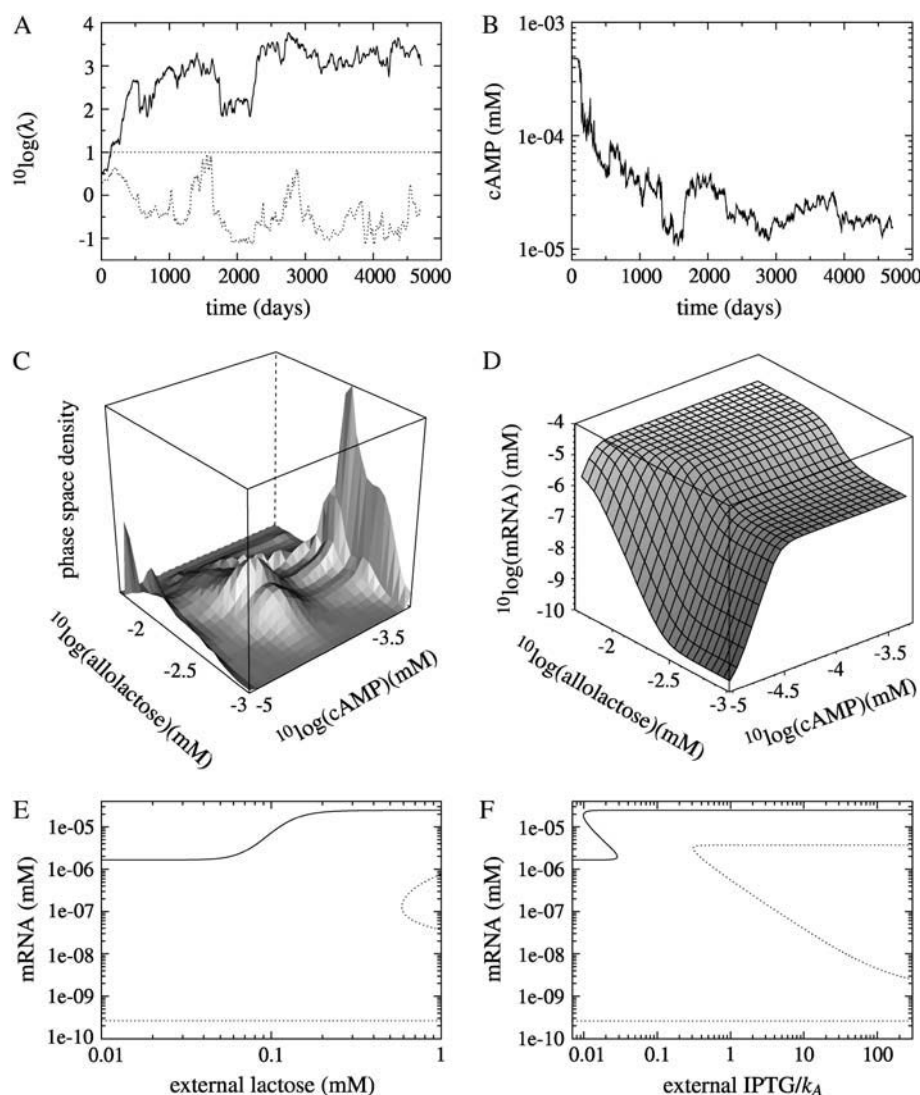 A
4
3
2
1
0
-1
¹⁰log(λ)
0 1000 2000 3000 4000 5000
time (days)
B
1e-03
1e-04
1e-05
cAMP (mM)
0 1000 2000 3000 4000 5000
time (days)
C
phase space density
-2
-2.5
-3
¹⁰log(allolactose)(mM)
-5
-3.5
¹⁰log(cAMP)(mM)
D
-4
-5
-6
-7
-8
-9
-10
¹⁰log(mRNA) (mM)
-2
-2.5
-3
¹⁰log(allolactose)(mM)
-5
-4.5
-4
-3.5
¹⁰log(cAMP)(mM)
E
1e-05
1e-06
1e-07
1e-08
1e-09
1e-10
mRNA (mM)
0.01 0.1 1
external lactose (mM)
F
1e-05
1e-06
1e-07
1e-08
1e-09
1e-10
mRNA (mM)
0.01 0.1 1 10 100
external IPTG/k_A